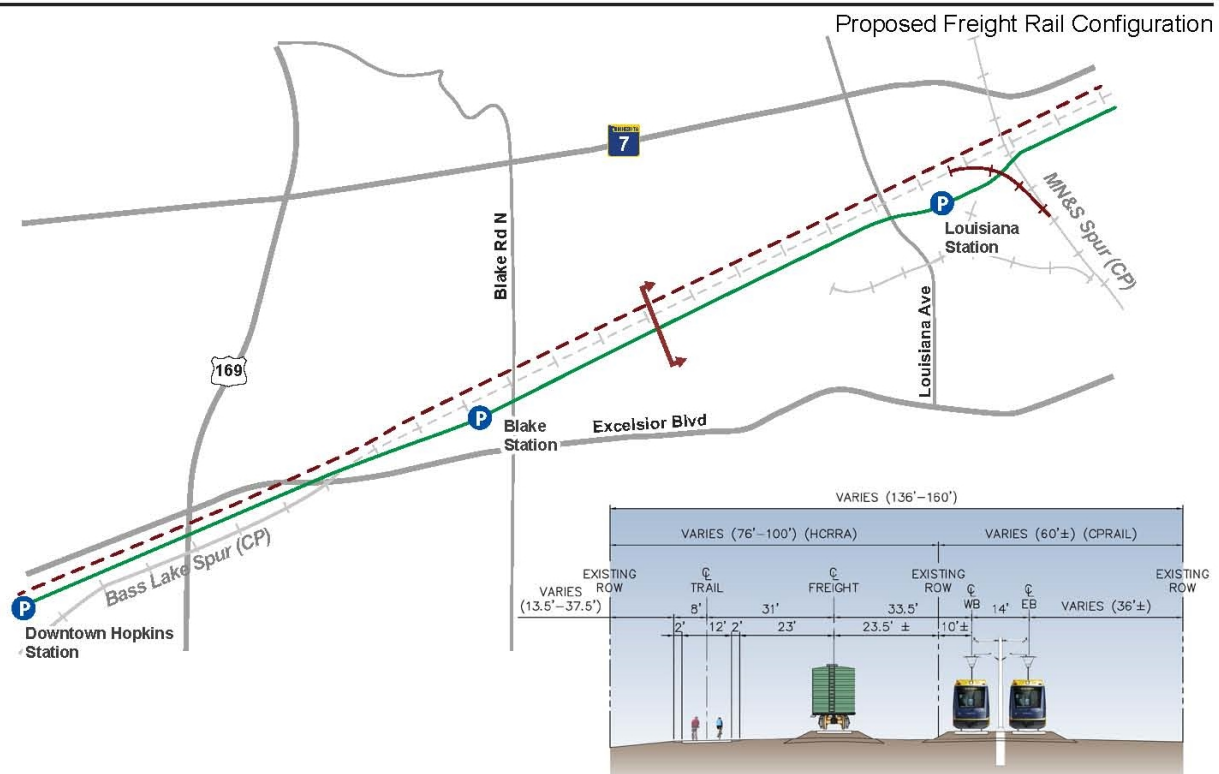 Proposed Freight Rail Configuration
MINNESOTA
7
MN&S Spur (CP)
Louisiana
Station
P
Blake Rd N
Louisiana Ave
169
P
Blake
Station
Excelsior Blvd
Bass Lake Spur (CP)
P
Downtown Hopkins
Station
VARIES (136'-160')
VARIES (76'-100') (HCRRA)
VARIES (60'±) (CPRAIL)
EXISTING
ROW
℄
TRAIL
℄
FREIGHT
EXISTING
ROW
℄
WB
℄
EB
EXISTING
ROW
VARIES
(13.5'-37.5')
8'
31'
33.5'
14'
VARIES (36'±)
2'
12'
2'
23'
23.5' ±
10'±